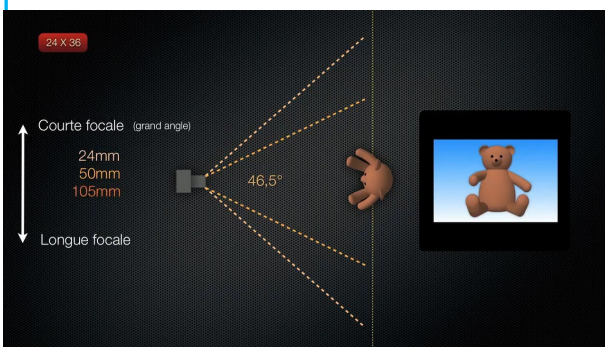 24 X 36
Courte focale (grand angle)
24mm
50mm
105mm
46,5°
Longue focale